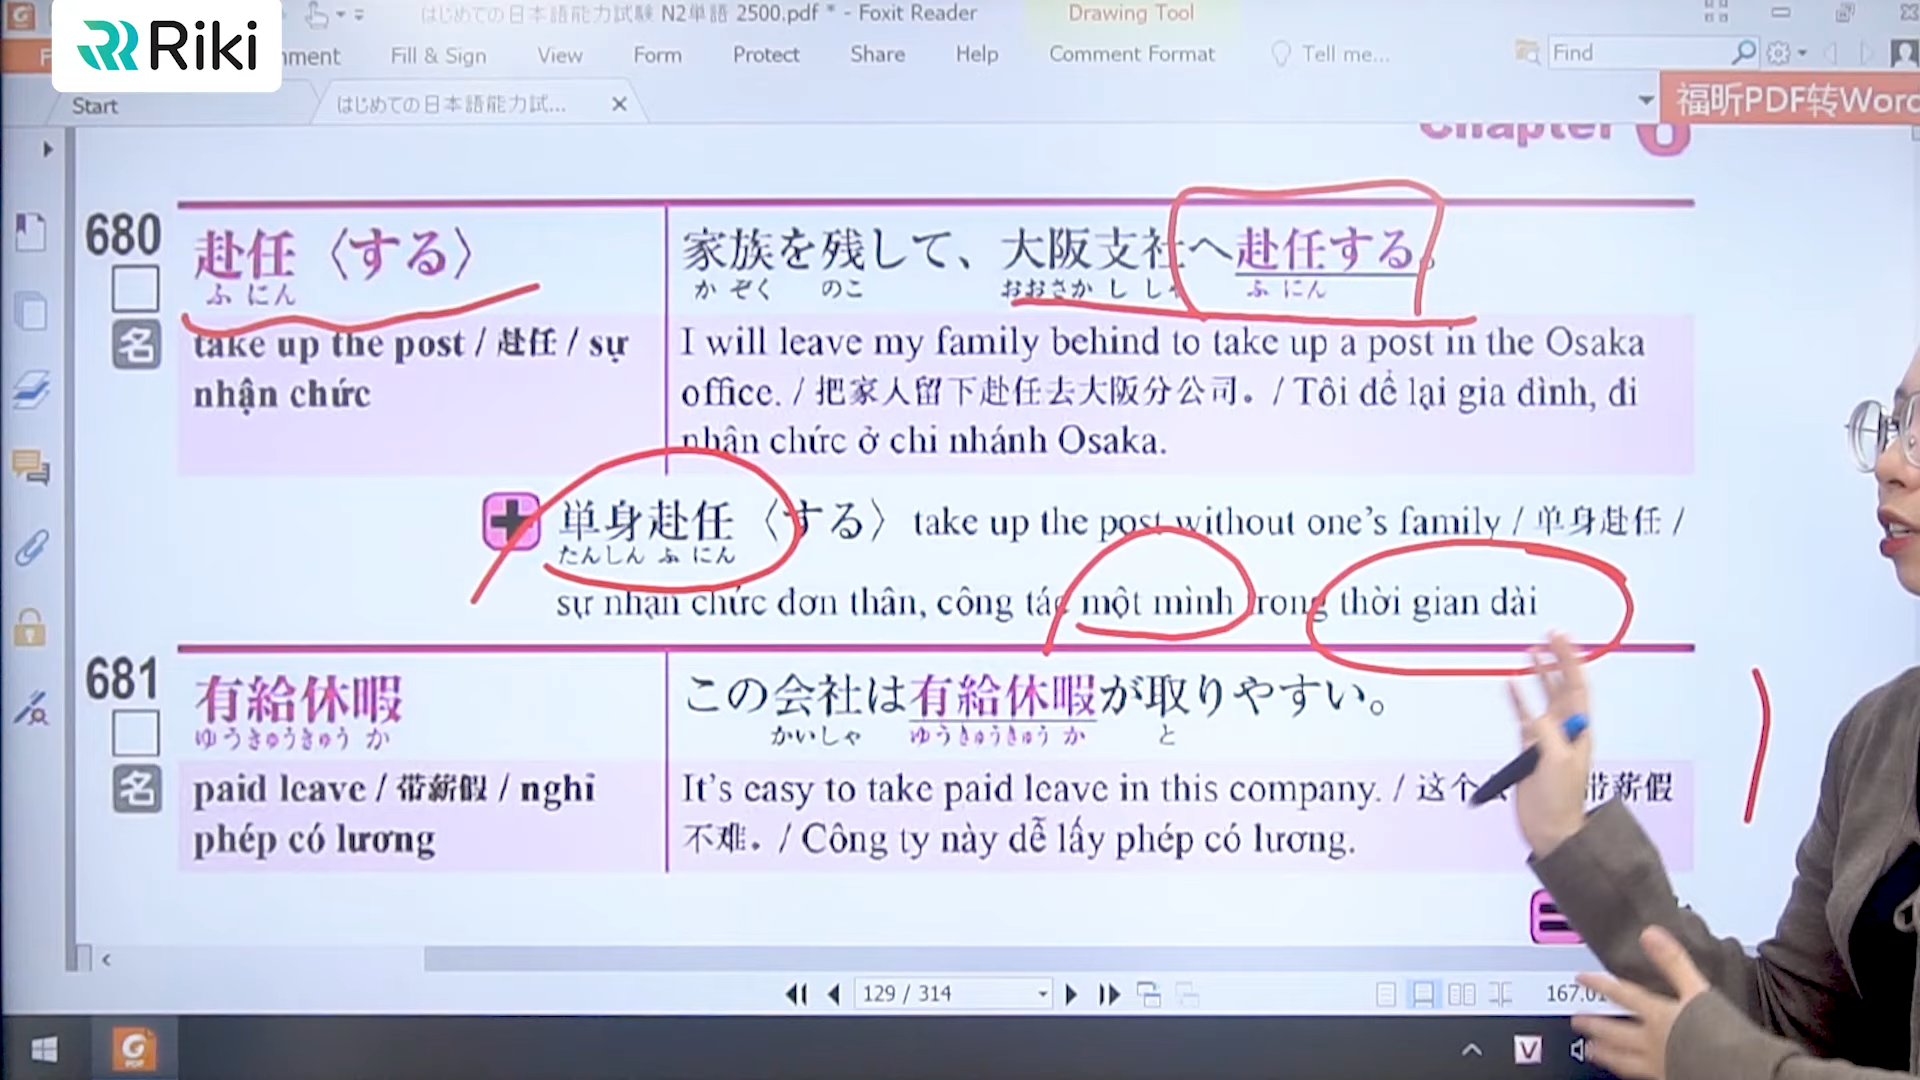 Riki
はじめての日本語能力試験 N2単語 2500.pdf * - Foxit Reader
Drawing Tool
Fill & Sign
View
Form
Protect
Share
Help
Comment Format
Tell me...
Find
Start
はじめての日本語能力試...
福昕PDF转Word
Chapter 6
680
赴任〈する〉
ふにん
名
take up the post / 赴任 / sự
nhận chức
家族を残して、大阪支社へ赴任する。
かぞく のこ おおさかししゃ ふにん
I will leave my family behind to take up a post in the Osaka
office. / 把家人留下赴任去大阪分公司。/ Tôi dể lại gia dình, di
nhận chức ở chi nhánh Osaka.
単身赴任〈する〉 take up the post without one's family / 单身赴任 /
たんしんふにん
sự nhận chức dơn thân, công tác một mình trong thời gian dài
681
有給休暇
ゆうきゅうきゅうか
名
paid leave / 带薪假 / nghỉ
phép có lương
この会社は有給休暇が取りやすい。
かいしゃ ゆうきゅうきゅうか と
It's easy to take paid leave in this company. / 这个 带薪假
不难。/ Công ty này dễ lấy phép có lương.
129 / 314